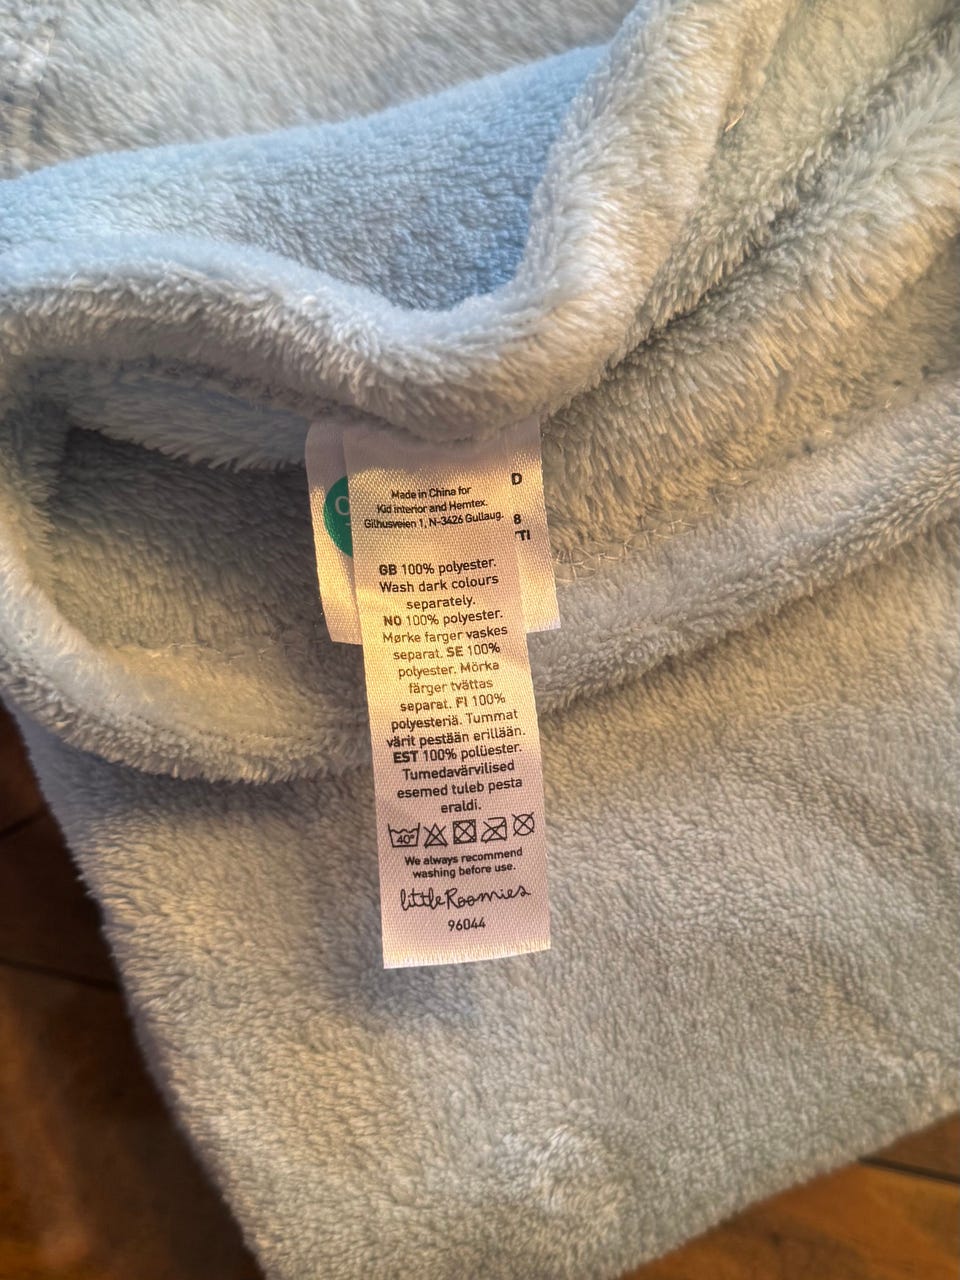 Made in China for
Kid interior and Hemtex.
Gilhusveien 1, N-3426 Gullaug.
D
8
TI
GB 100% polyester.
Wash dark colours
separately.
NO 100% polyester.
Mørke farger vaskes
separat. SE 100%
polyester. Mörka
färger tvättas
separat. FI 100%
polyesteriä. Tummat
värit pestään erillään.
EST 100% polüester.
Tumedavärvilised
esemed tuleb pesta
eraldi.
40°
We always recommend
washing before use.
littleRoomies
96044